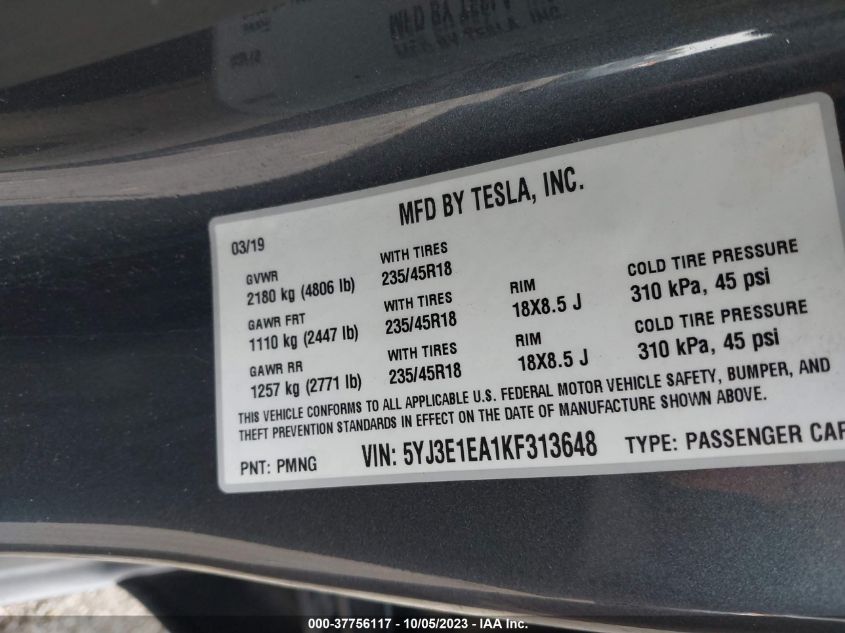 MFD BY TESLA, INC.
03/19
GVWR
2180 kg (4806 lb)
WITH TIRES
235/45R18
GAWR FRT
1110 kg (2447 lb)
WITH TIRES
235/45R18
RIM
18X8.5 J
COLD TIRE PRESSURE
310 kPa, 45 psi
GAWR RR
1257 kg (2771 lb)
WITH TIRES
235/45R18
RIM
18X8.5 J
COLD TIRE PRESSURE
310 kPa, 45 psi
THIS VEHICLE CONFORMS TO ALL APPLICABLE U.S. FEDERAL MOTOR VEHICLE SAFETY, BUMPER, AND
THEFT PREVENTION STANDARDS IN EFFECT ON THE DATE OF MANUFACTURE SHOWN ABOVE.
PNT: PMNG VIN: 5YJ3E1EA1KF313648 TYPE: PASSENGER CAR
000-37756117 - 10/05/2023 - IAA Inc.